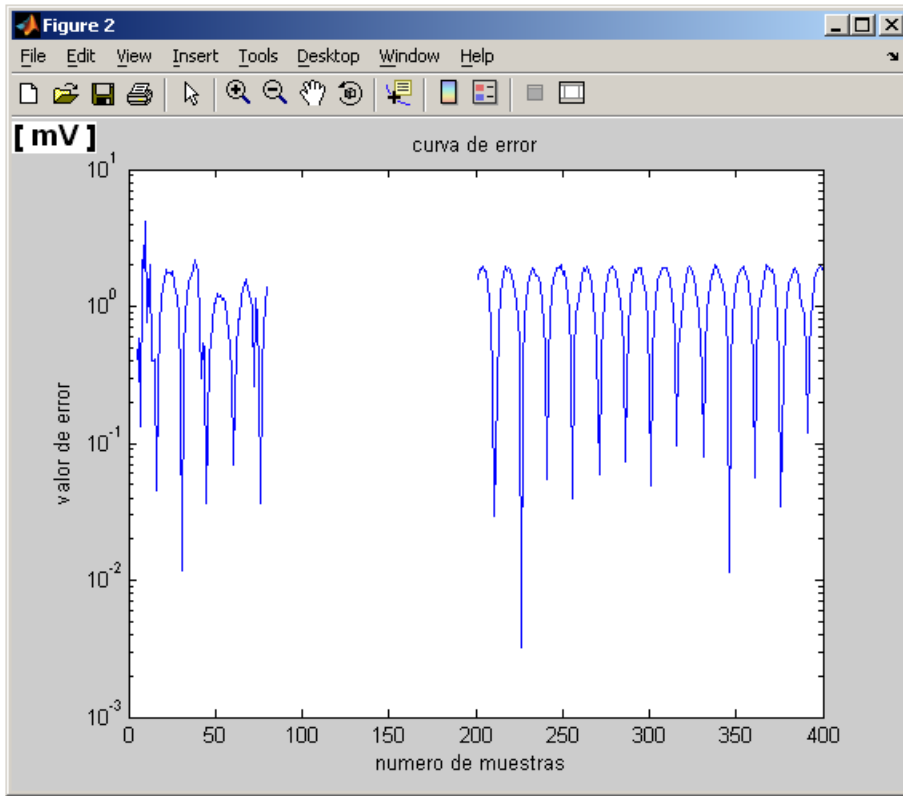 Figure 2
File Edit View Insert Tools Desktop Window Help
[ mV ]
curva de error
10^1
10^0
10^-1
10^-2
10^-3
valor de error
0 50 100 150 200 250 300 350 400
numero de muestras